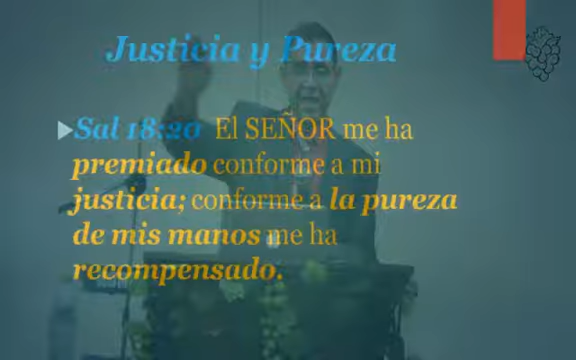 Justicia y Pureza
Sal 18:20 El SEÑOR me ha
premiado conforme a mi
justicia; conforme a la pureza
de mis manos me ha
recompensado.